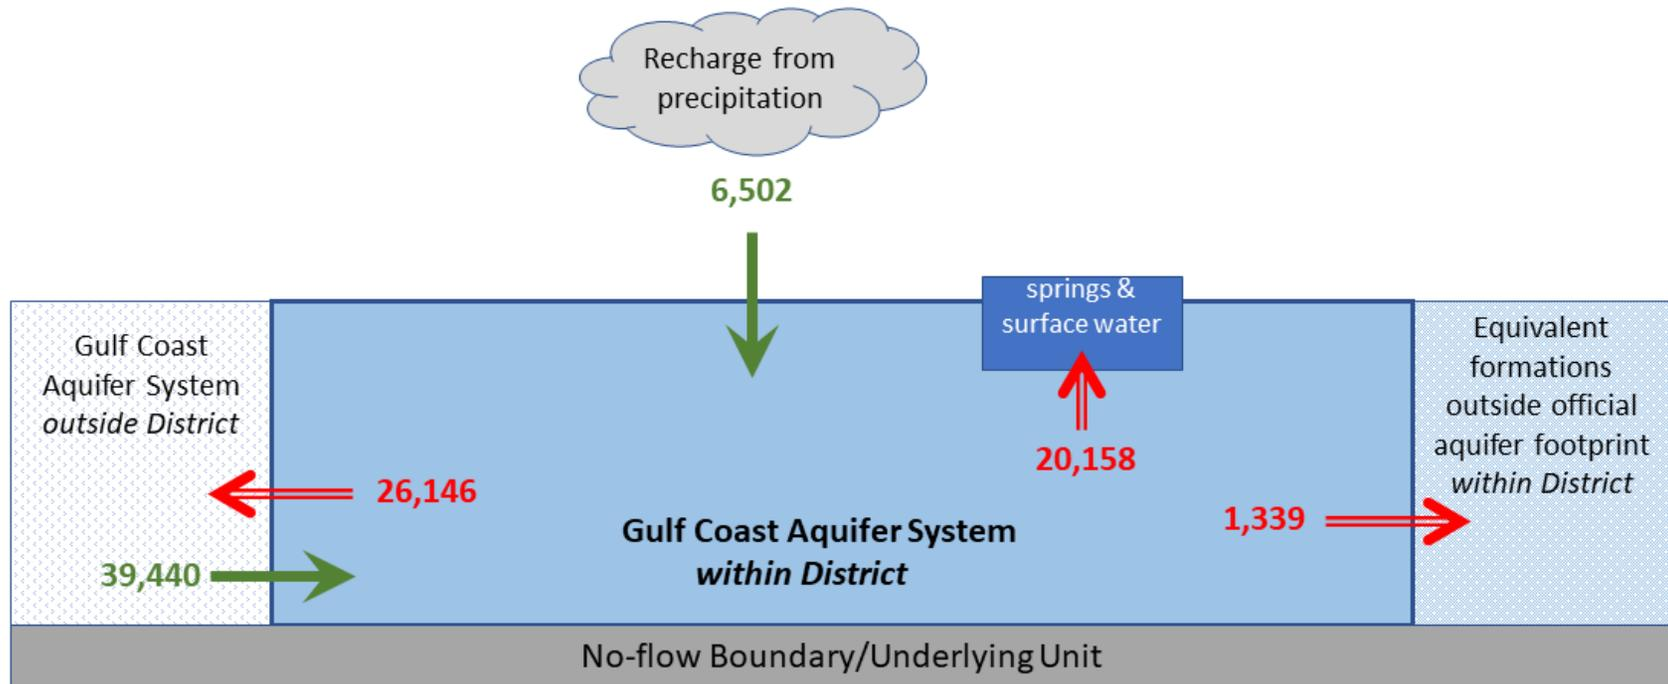 Recharge from
precipitation
6,502
springs &
surface water
Gulf Coast
Aquifer System
outside District
Equivalent
formations
outside official
aquifer footprint
within District
20,158
26,146
1,339
Gulf Coast Aquifer System
within District
39,440
No-flow Boundary/Underlying Unit